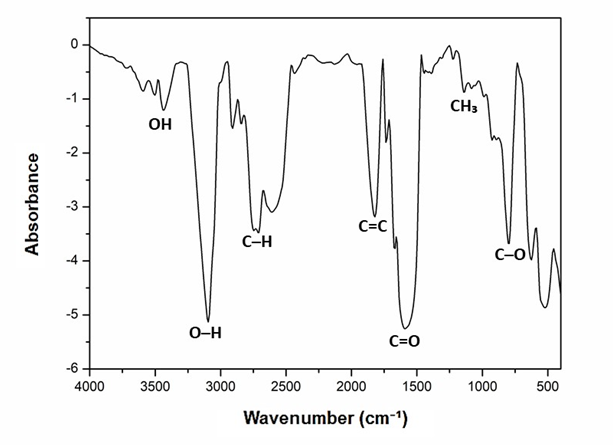 0
-1
-2
-3
-4
-5
-6
Absorbance
OH
O–H
C–H
C=C
C=O
CH₃
C–O
4000 3500 3000 2500 2000 1500 1000 500
Wavenumber (cm⁻¹)